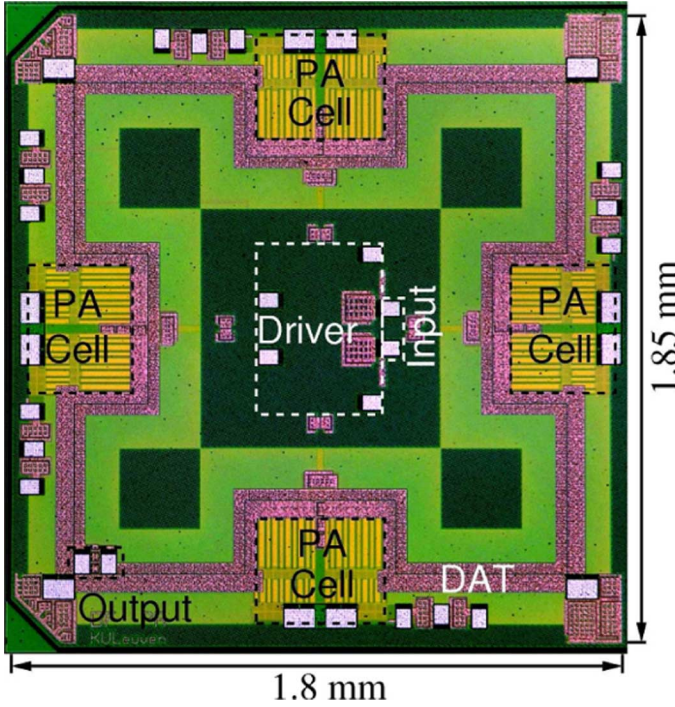 PA
Cell
PA
Cell
Driver
Input
PA
Cell
1.85 mm
PA
Cell
DAT
Output
KULeuven
1.8 mm